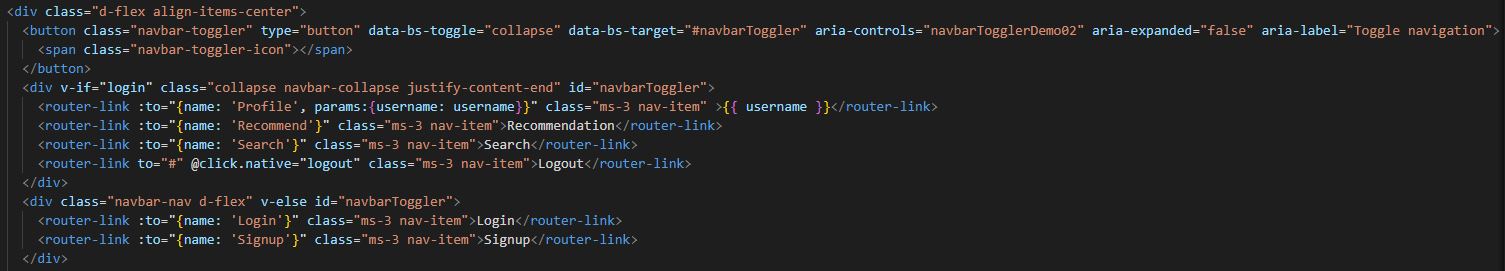 <div class="d-flex align-items-center">
<button class="navbar-toggler" type="button" data-bs-toggle="collapse" data-bs-target="#navbarToggler" aria-controls="navbarTogglerDemo02" aria-expanded="false" aria-label="Toggle navigation">
<span class="navbar-toggler-icon"></span>
</button>
<div v-if="login" class="collapse navbar-collapse justify-content-end" id="navbarToggler">
<router-link :to="{name: 'Profile', params:{username: username}}" class="ms-3 nav-item" >{{ username }}</router-link>
<router-link :to="{name: 'Recommend'}" class="ms-3 nav-item">Recommendation</router-link>
<router-link :to="{name: 'Search'}" class="ms-3 nav-item">Search</router-link>
<router-link to="#" @click.native="logout" class="ms-3 nav-item">Logout</router-link>
</div>
<div class="navbar-nav d-flex" v-else id="navbarToggler">
<router-link :to="{name: 'Login'}" class="ms-3 nav-item">Login</router-link>
<router-link :to="{name: 'Signup'}" class="ms-3 nav-item">Signup</router-link>
</div>